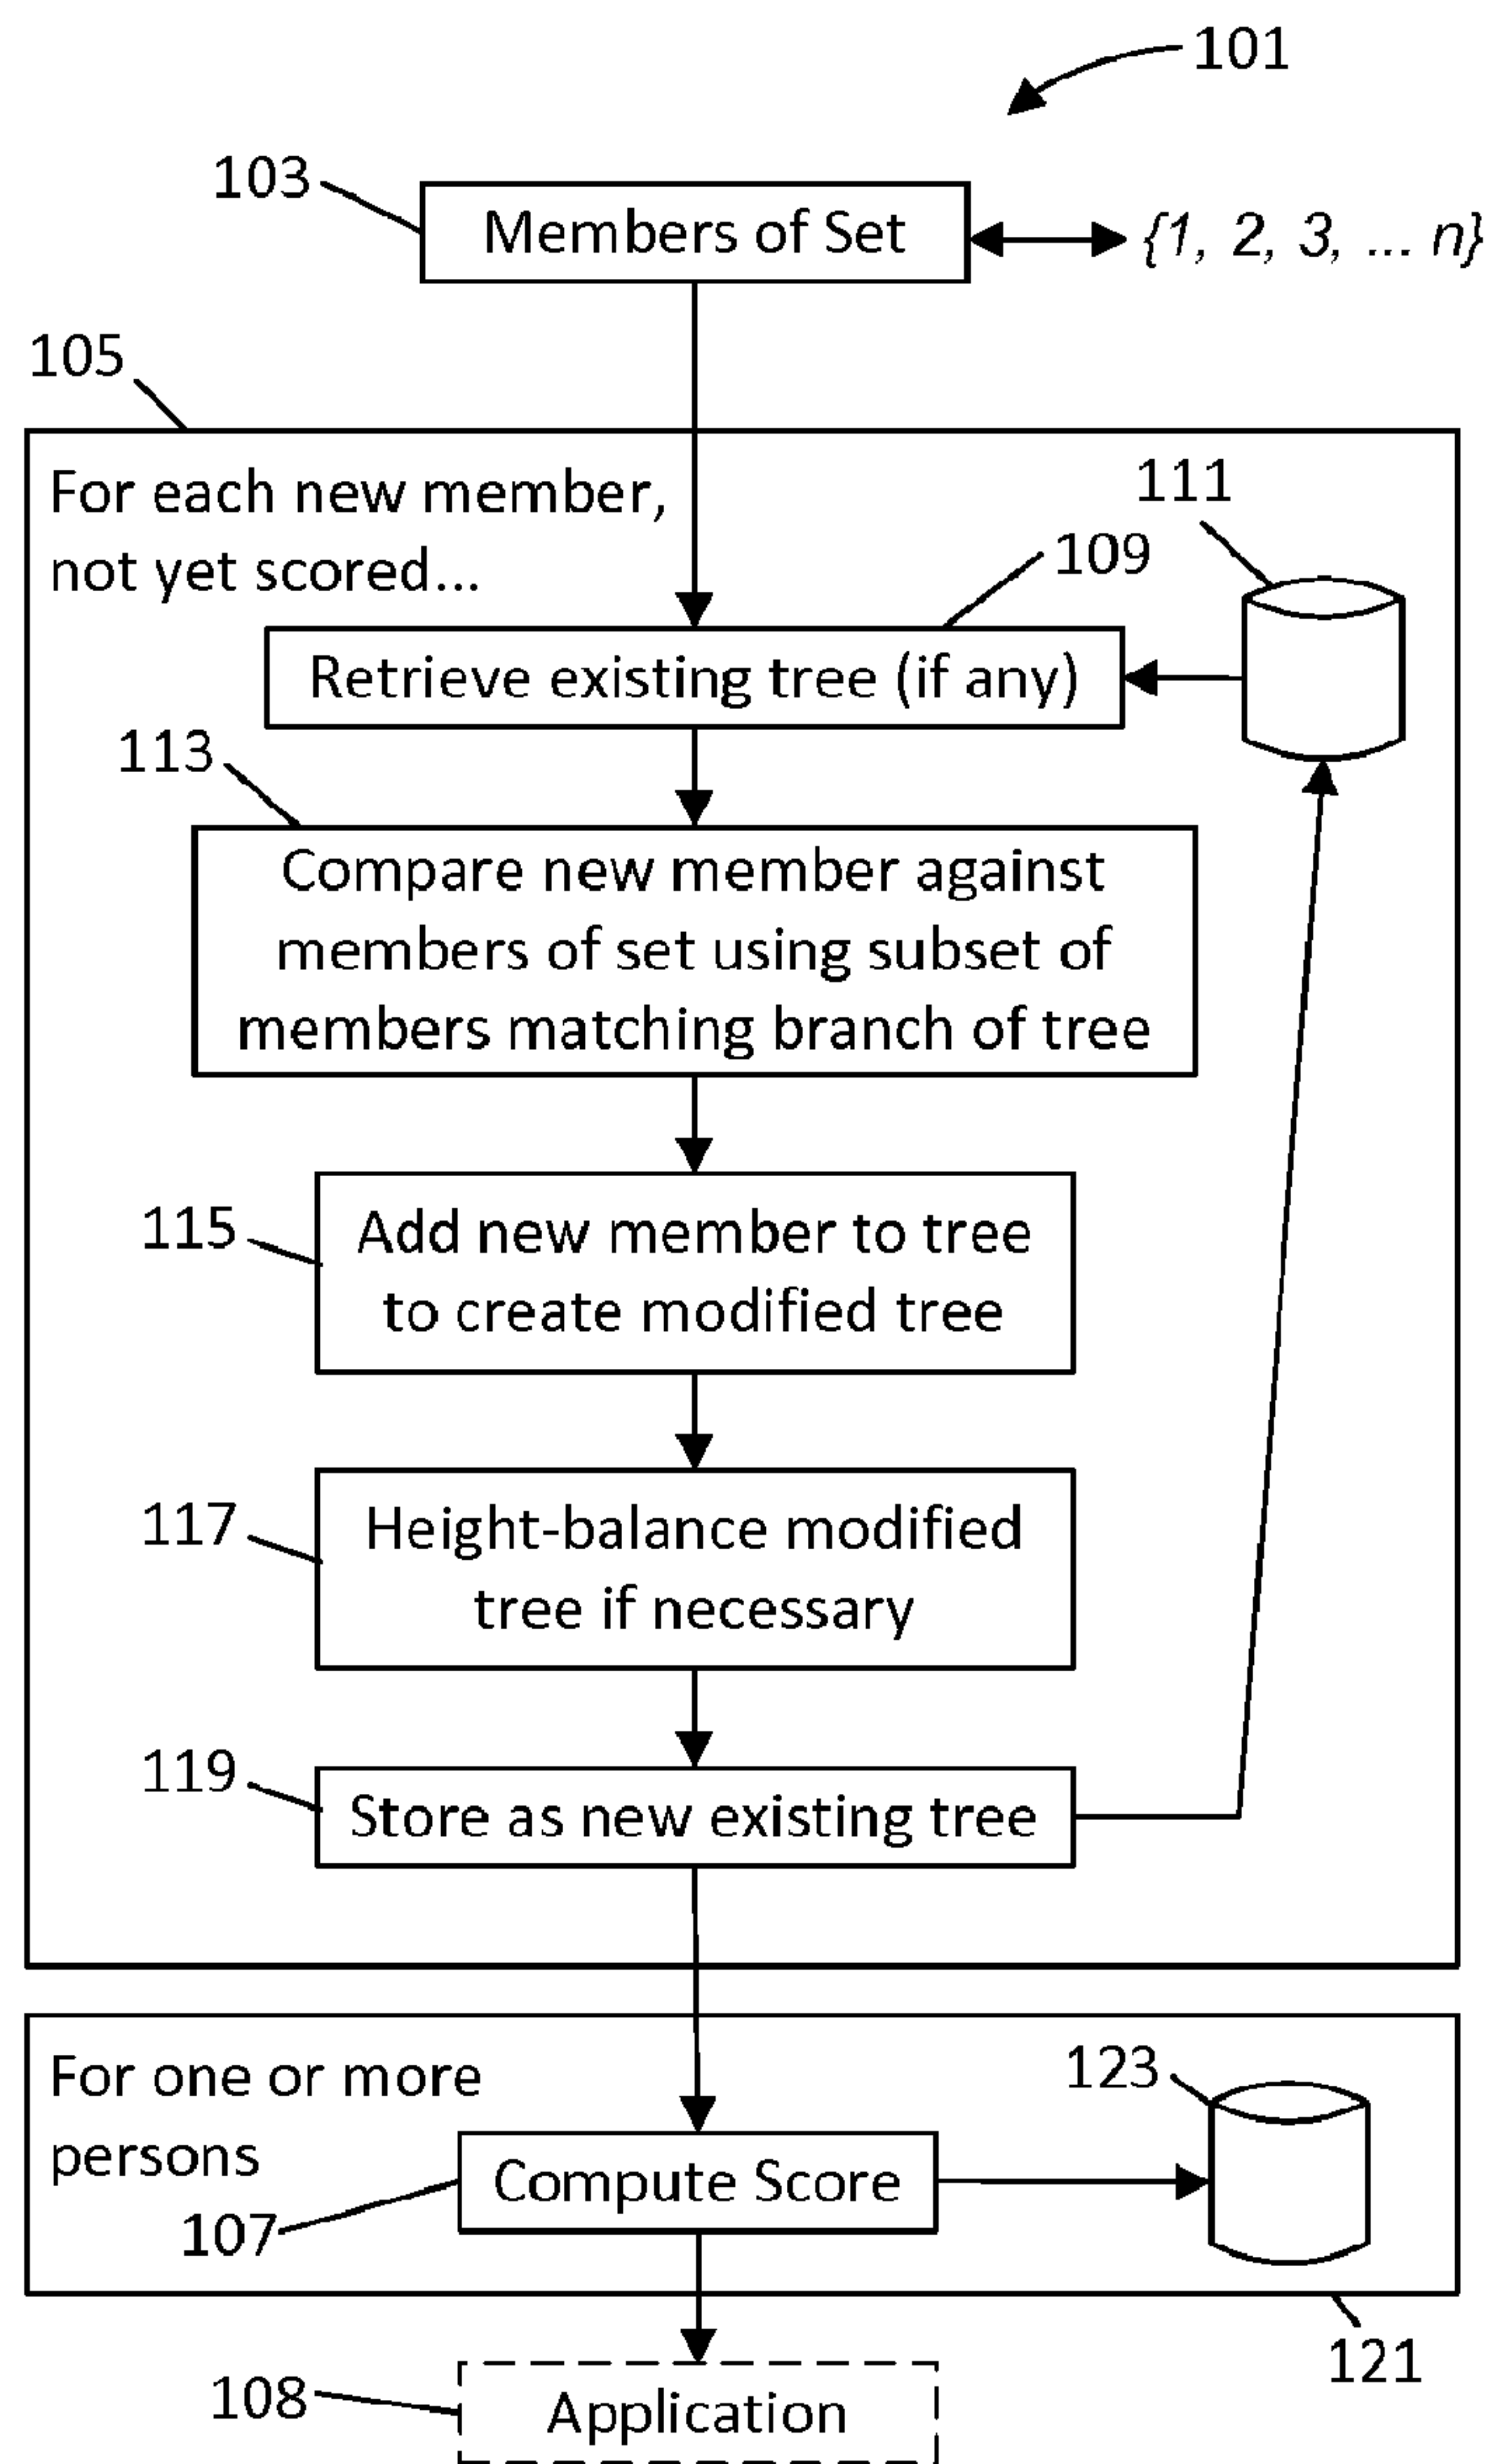 101
103
Members of Set
{1, 2, 3, ... n}
105
For each new member,
not yet scored...
111
109
Retrieve existing tree (if any)
113
Compare new member against
members of set using subset of
members matching branch of tree
115
Add new member to tree
to create modified tree
117
Height-balance modified
tree if necessary
119
Store as new existing tree
For one or more
persons
123
Compute Score
107
121
108
Application